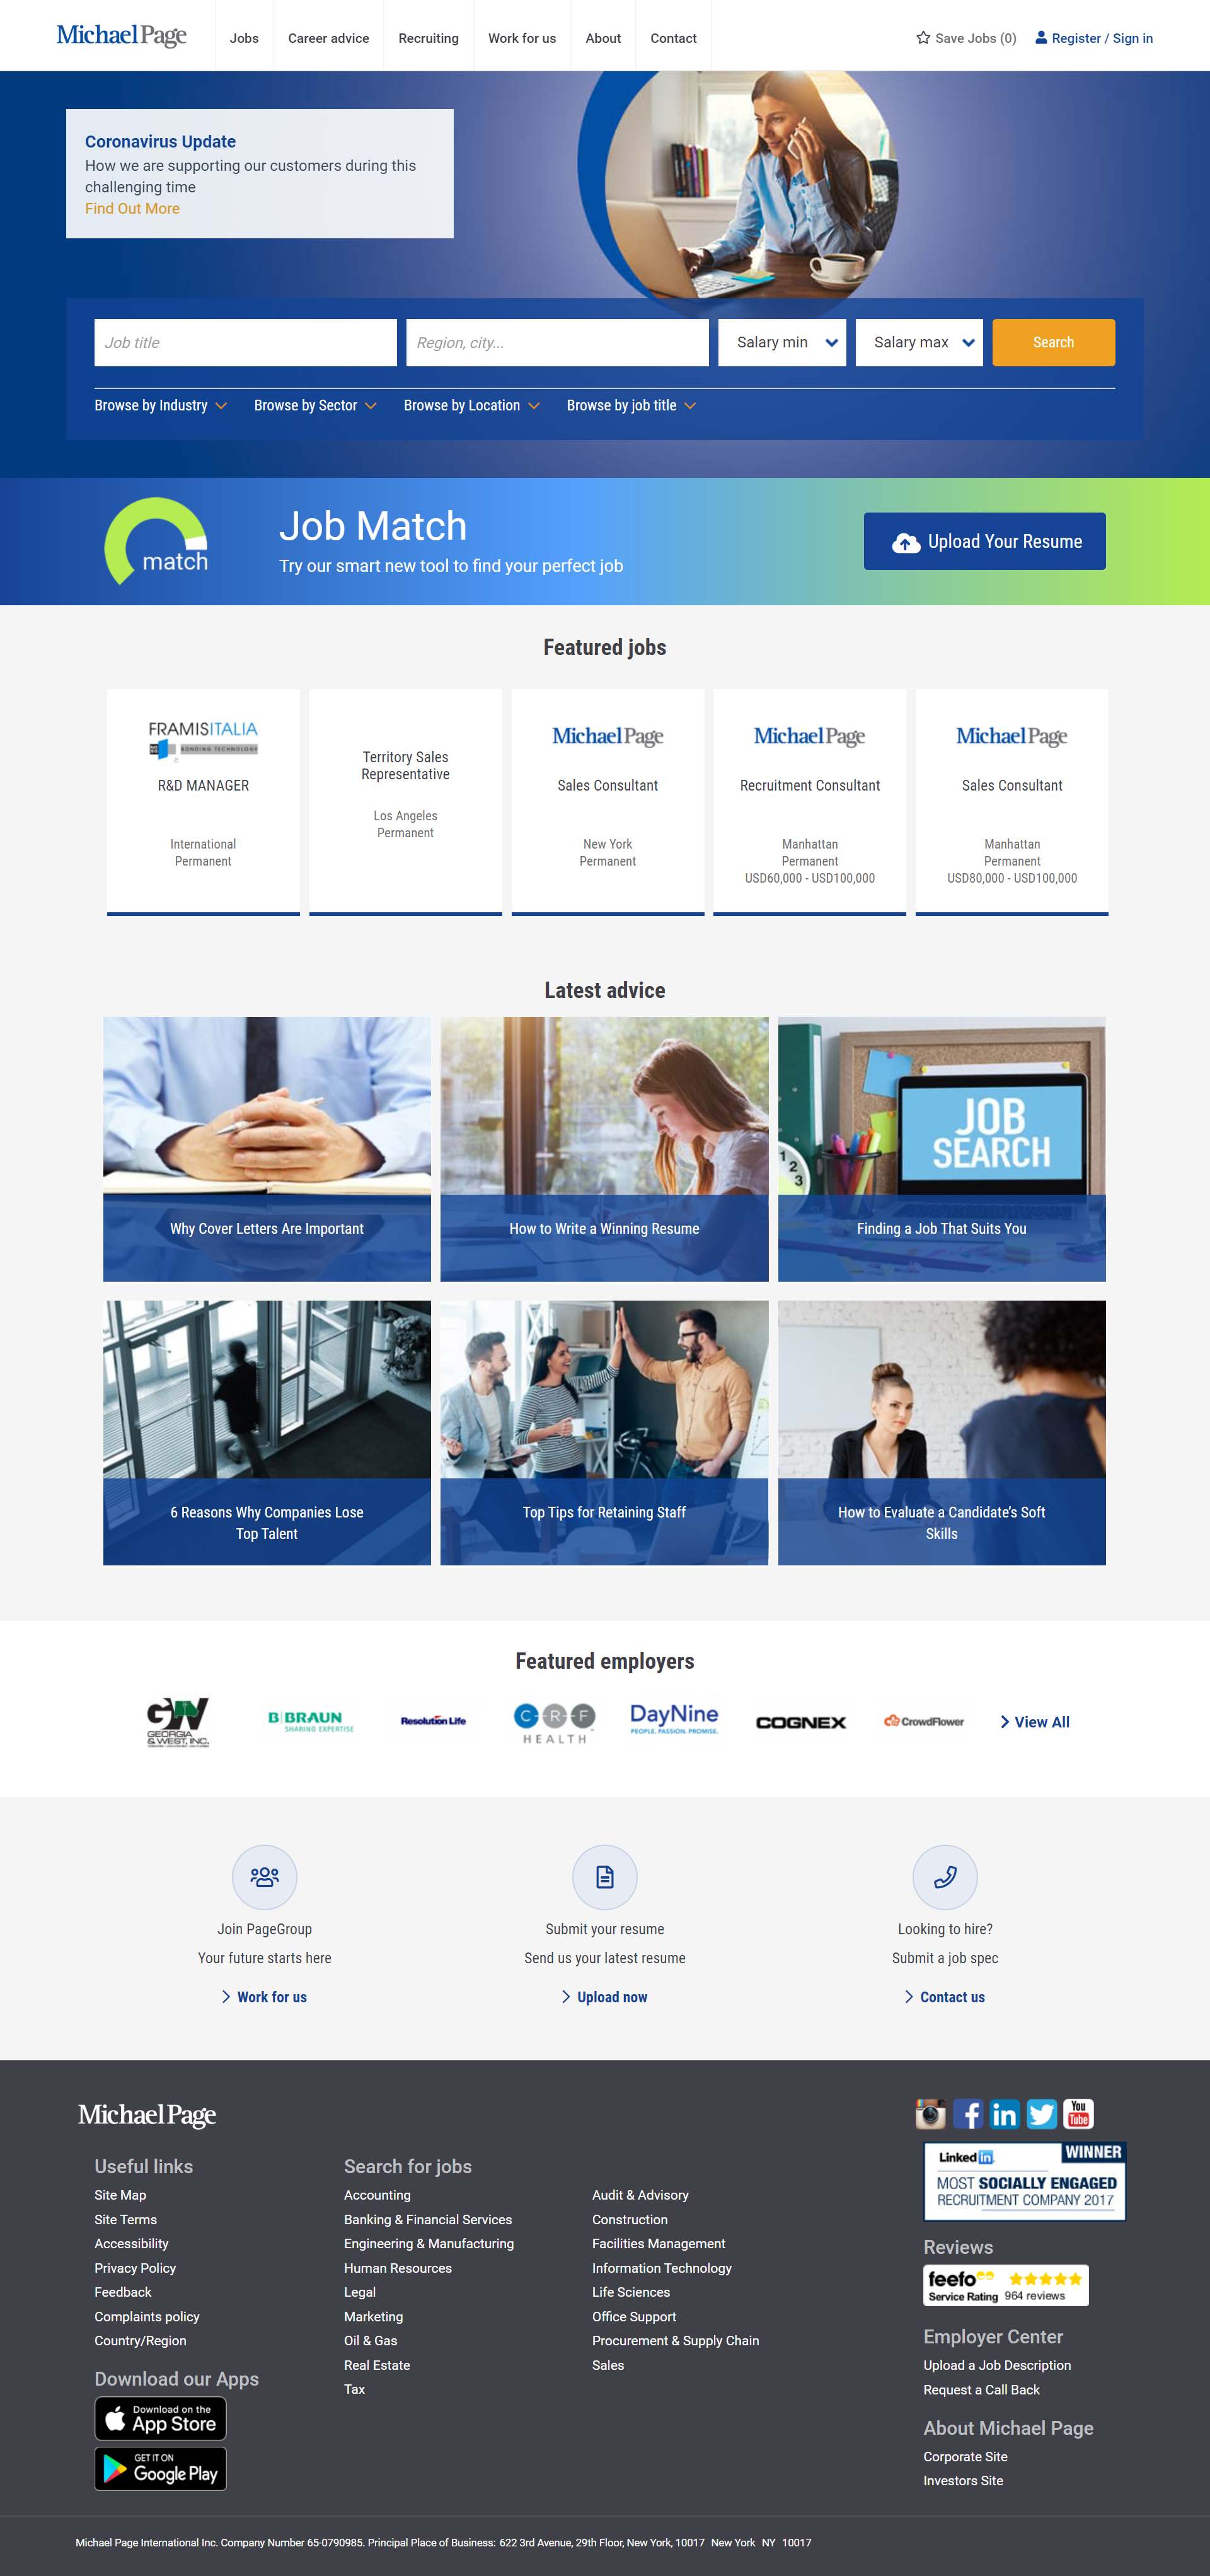 MichaelPage
Jobs
Career advice
Recruiting
Work for us
About
Contact
Save Jobs (0)
Register / Sign in
Coronavirus Update
How we are supporting our customers during this
challenging time
Find Out More
Job title
Region, city...
Salary min
Salary max
Search
Browse by Industry
Browse by Sector
Browse by Location
Browse by job title
match
Job Match
Try our smart new tool to find your perfect job
Upload Your Resume
Featured jobs
FRAMISITALIA
BONDING TECHNOLOGY
R&D MANAGER
International
Permanent
Territory Sales
Representative
Los Angeles
Permanent
MichaelPage
Sales Consultant
New York
Permanent
MichaelPage
Recruitment Consultant
Manhattan
Permanent
USD60,000 - USD100,000
MichaelPage
Sales Consultant
Manhattan
Permanent
USD80,000 - USD100,000
Latest advice
Why Cover Letters Are Important
How to Write a Winning Resume
1
2
3
JOB
SEARCH
Finding a Job That Suits You
6 Reasons Why Companies Lose
Top Talent
Top Tips for Retaining Staff
How to Evaluate a Candidate's Soft
Skills
Featured employers
GW
GEORGIA
& WEST, INC.
B|BRAUN
SHARING EXPERTISE
Resolution Life
C-R-F
HEALTH
DayNine
PEOPLE. PASSION. PROMISE.
COGNEX
CrowdFlower
View All
Join PageGroup
Your future starts here
Work for us
Submit your resume
Send us your latest resume
Upload now
Looking to hire?
Submit a job spec
Contact us
MichaelPage
Useful links
Site Map
Site Terms
Accessibility
Privacy Policy
Feedback
Complaints policy
Country/Region
Download our Apps
Download on the
App Store
GET IT ON
Google Play
Search for jobs
Accounting
Banking & Financial Services
Engineering & Manufacturing
Human Resources
Legal
Marketing
Oil & Gas
Real Estate
Tax
Audit & Advisory
Construction
Facilities Management
Information Technology
Life Sciences
Office Support
Procurement & Supply Chain
Sales
You
Tube
Linked in
WINNER
MOST SOCIALLY ENGAGED
RECRUITMENT COMPANY 2017
Reviews
feefo
Service Rating 964 reviews
Employer Center
Upload a Job Description
Request a Call Back
About Michael Page
Corporate Site
Investors Site
Michael Page International Inc. Company Number 65-0790985. Principal Place of Business: 622 3rd Avenue, 29th Floor, New York, 10017 New York NY 10017